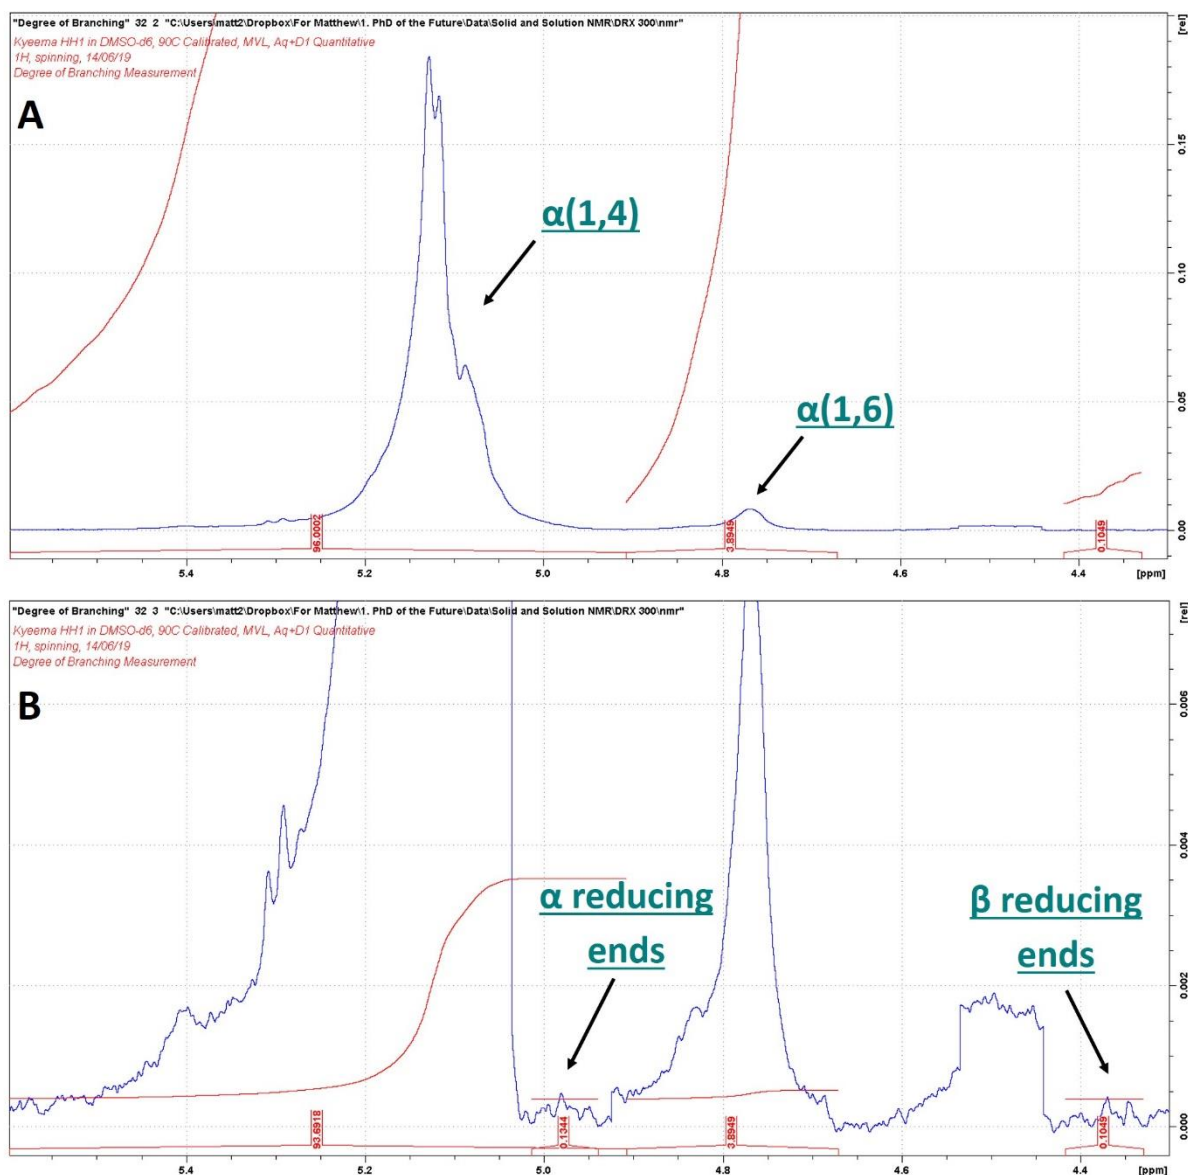 "Degree of Branching" 32 2 "C:\Users\matt2\Dropbox\For Matthew\1. PhD of the Future\Data\Solid and Solution NMR\DRX 300\nmr"
Kyeema HH1 in DMSO-d6, 90C Calibrated, MVL, Aq+D1 Quantitative
1H, spinning, 14/06/19
Degree of Branching Measurement
A
[rel]
0.15
0.10
0.05
0.00
α(1,4)
α(1,6)
96.0002
3.8949
0.1049
5.4 5.2 5.0 4.8 4.6 4.4 [ppm]
"Degree of Branching" 32 3 "C:\Users\matt2\Dropbox\For Matthew\1. PhD of the Future\Data\Solid and Solution NMR\DRX 300\nmr"
Kyeema HH1 in DMSO-d6, 90C Calibrated, MVL, Aq+D1 Quantitative
1H, spinning, 14/06/19
Degree of Branching Measurement
B
[rel]
0.006
0.004
0.002
0.000
α reducing
ends
β reducing
ends
93.6918
0.1344
3.8949
0.1049
5.4 5.2 5.0 4.8 4.6 4.4 [ppm]